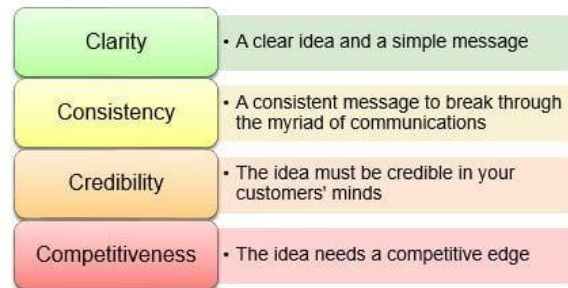 Clarity
• A clear idea and a simple message
Consistency
• A consistent message to break through
the myriad of communications
Credibility
• The idea must be credible in your
customers' minds
Competitiveness
• The idea needs a competitive edge